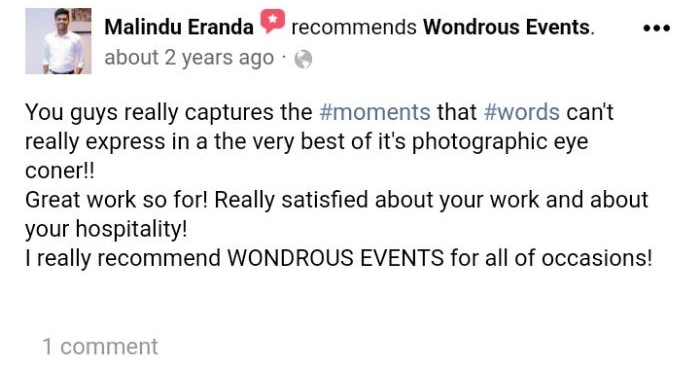 Malindu Eranda recommends Wondrous Events.
about 2 years ago ·
You guys really captures the #moments that #words can't
really express in a the very best of it's photographic eye
coner!!
Great work so for! Really satisfied about your work and about
your hospitality!
I really recommend WONDROUS EVENTS for all of occasions!
1 comment